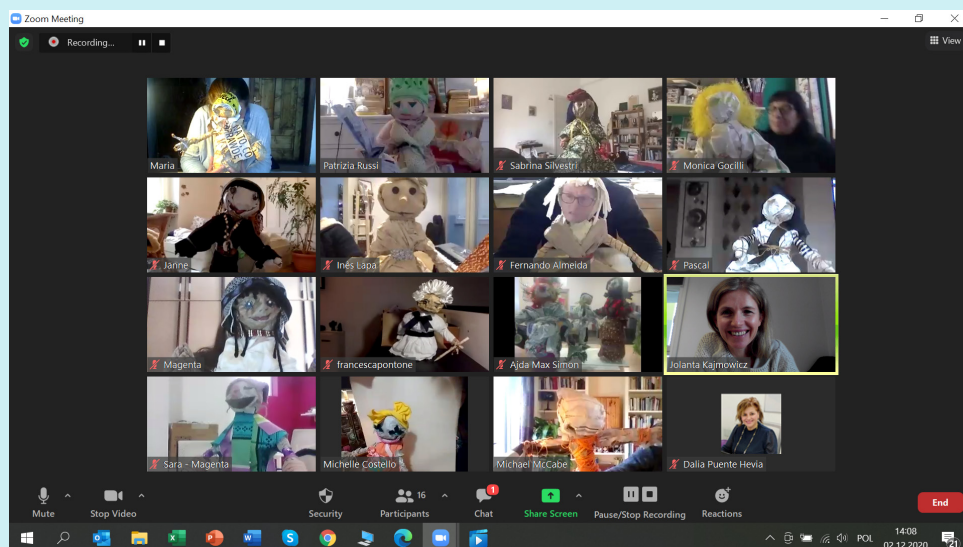 Zoom Meeting
Recording...
View
Maria
Patrizia Russi
Sabrina Silvestri
Monica Gocilli
Janne
Inês Lapa
Fernando Almeida
Pascal
Magenta
francescapontone
Ajda Max Simon
Jolanta Kajmowicz
Sara - Magenta
Michelle Costello
Michael McCabe
Dalia Puente Hevia
Mute
Stop Video
Security
16
Participants
1
Chat
Share Screen
Pause/Stop Recording
Reactions
End
POL
14:08
02.12.2020
21